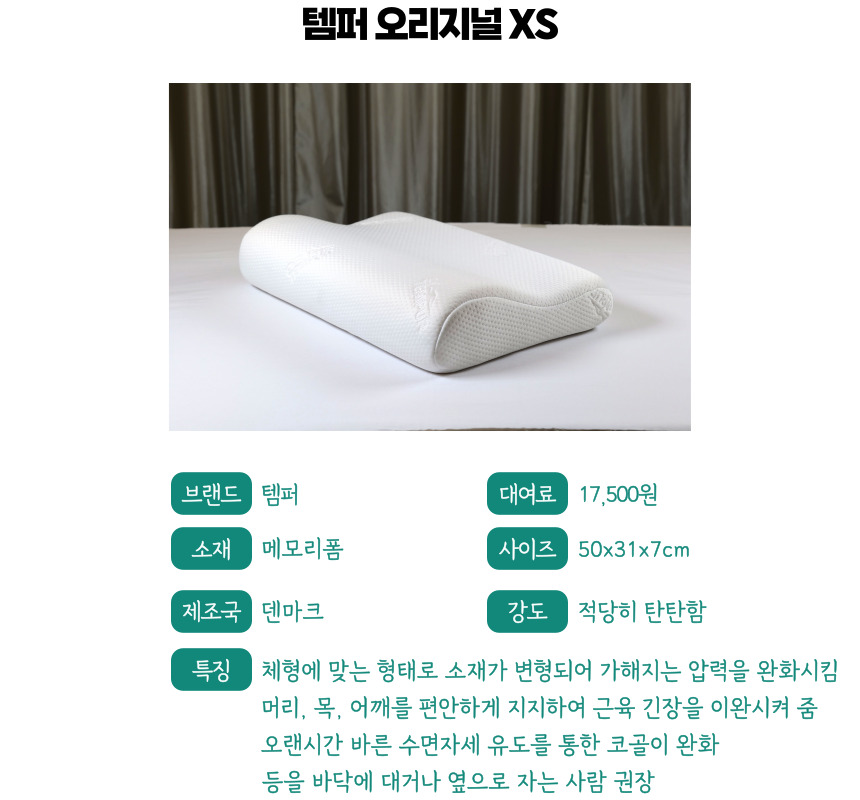 템퍼 오리지널 XS
브랜드 템퍼 대여료 17,500원
소재 메모리폼 사이즈 50x31x7cm
제조국 덴마크 강도 적당히 탄탄함
특징 체형에 맞는 형태로 소재가 변형되어 가해지는 압력을 완화시킴
머리, 목, 어깨를 편안하게 지지하여 근육 긴장을 이완시켜 줌
오랜시간 바른 수면자세 유도를 통한 코골이 완화
등을 바닥에 대거나 옆으로 자는 사람 권장